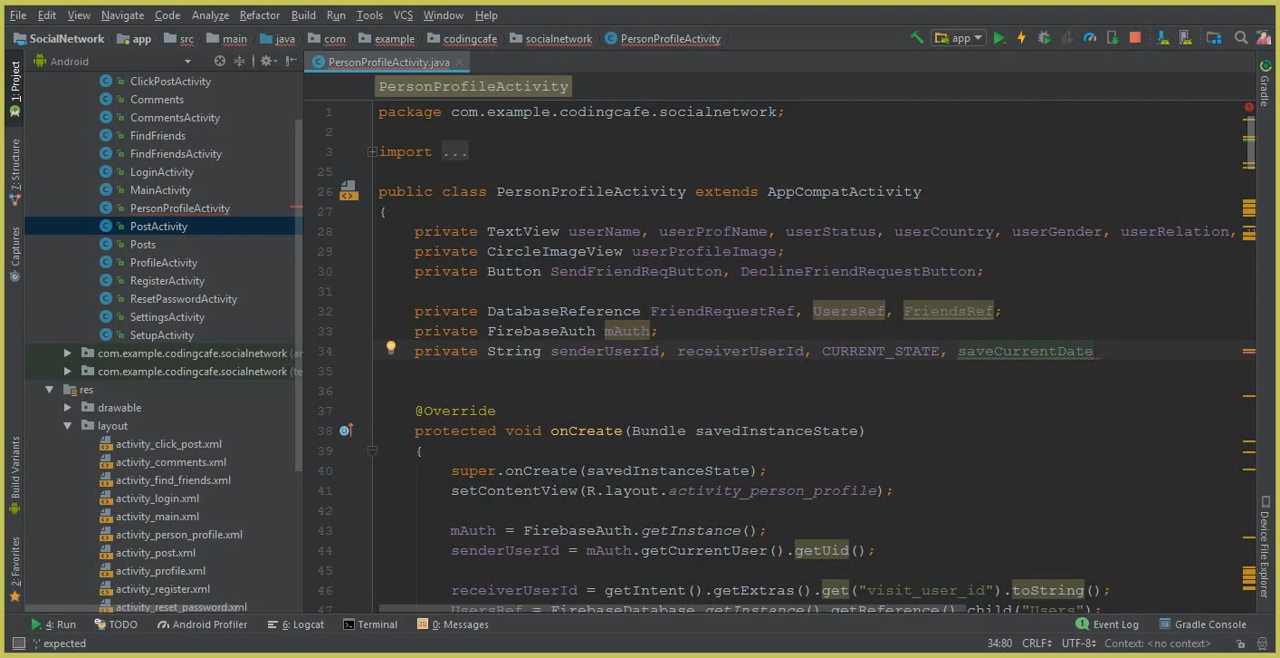 File Edit View Navigate Code Analyze Refactor Build Run Tools VCS Window Help
SocialNetwork app src main java com example codingcafe socialnetwork PersonProfileActivity app
Android PersonProfileActivity.java
PersonProfileActivity
1: Project
7: Structure
Captures
Build Variants
2: Favorites
ClickPostActivity
Comments
CommentsActivity
FindFriends
FindFriendsActivity
LoginActivity
MainActivity
PersonProfileActivity
PostActivity
Posts
ProfileActivity
RegisterActivity
ResetPasswordActivity
SettingsActivity
SetupActivity
com.example.codingcafe.socialnetwork
com.example.codingcafe.socialnetwork
res
drawable
layout
activity_click_post.xml
activity_comments.xml
activity_find_friends.xml
activity_login.xml
activity_main.xml
activity_person_profile.xml
activity_post.xml
activity_profile.xml
activity_register.xml
activity_reset_password.xml
1 package com.example.codingcafe.socialnetwork;
2
3 import ...
25
26 public class PersonProfileActivity extends AppCompatActivity
27 {
28 private TextView userName, userProfName, userStatus, userCountry, userGender, userRelation,
29 private CircleImageView userProfileImage;
30 private Button SendFriendReqButton, DeclineFriendRequestButton;
31
32 private DatabaseReference FriendRequestRef, UsersRef, FriendsRef;
33 private FirebaseAuth mAuth;
34 private String senderUserId, receiverUserId, CURRENT_STATE, saveCurrentDate
35
36
37 @Override
38 protected void onCreate(Bundle savedInstanceState)
39 {
40 super.onCreate(savedInstanceState);
41 setContentView(R.layout.activity_person_profile);
42
43 mAuth = FirebaseAuth.getInstance();
44 senderUserId = mAuth.getCurrentUser().getUid();
45
46 receiverUserId = getIntent().getExtras().get("visit_user_id").toString();
47 UsersRef = FirebaseDatabase.getInstance().getReference().child("Users");
Gradle
Device File Explorer
4: Run TODO Android Profiler 6: Logcat Terminal 0: Messages Event Log Gradle Console
';' expected 34:80 CRLF UTF-8 Context: <no context>